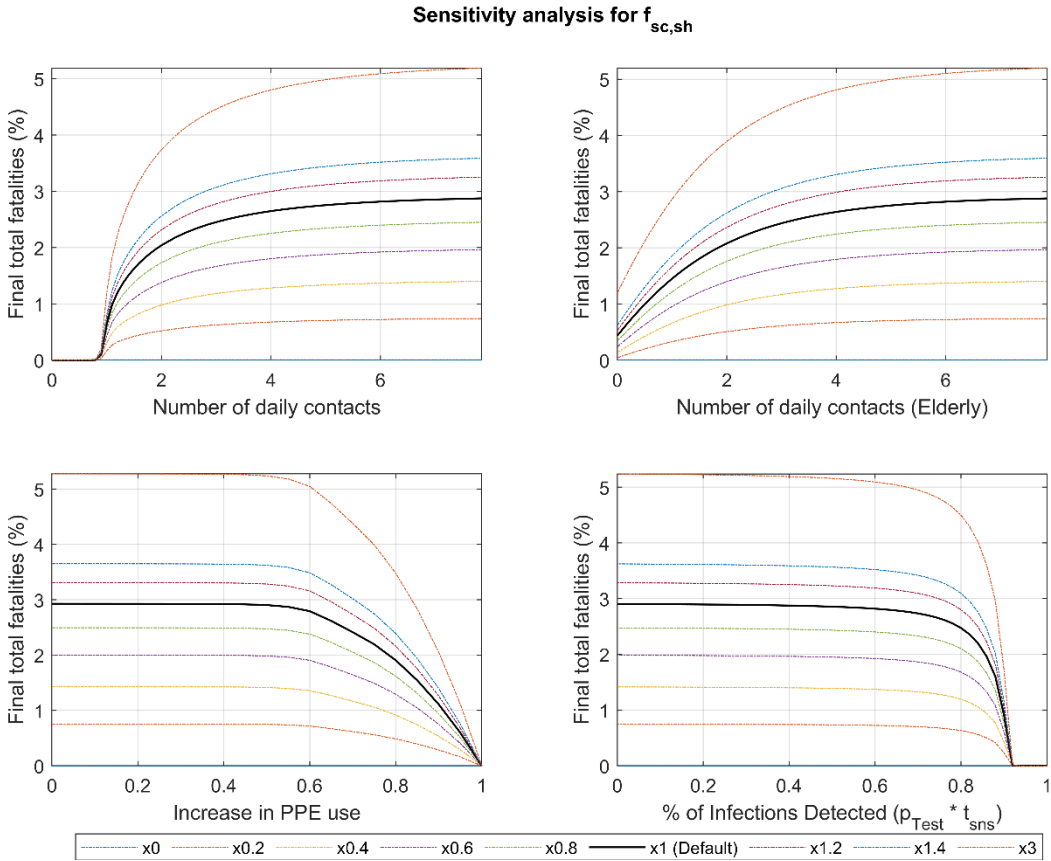 Sensitivity analysis for f_sc,sh
Final total fatalities (%)
5
4
3
2
1
0
0 2 4 6
Number of daily contacts
Final total fatalities (%)
5
4
3
2
1
0
0 2 4 6
Number of daily contacts (Elderly)
Final total fatalities (%)
5
4
3
2
1
0
0 0.2 0.4 0.6 0.8 1
Increase in PPE use
Final total fatalities (%)
5
4
3
2
1
0
0 0.2 0.4 0.6 0.8 1
% of Infections Detected (p_Test * t_sns)
x0 x0.2 x0.4 x0.6 x0.8 x1 (Default) x1.2 x1.4 x3